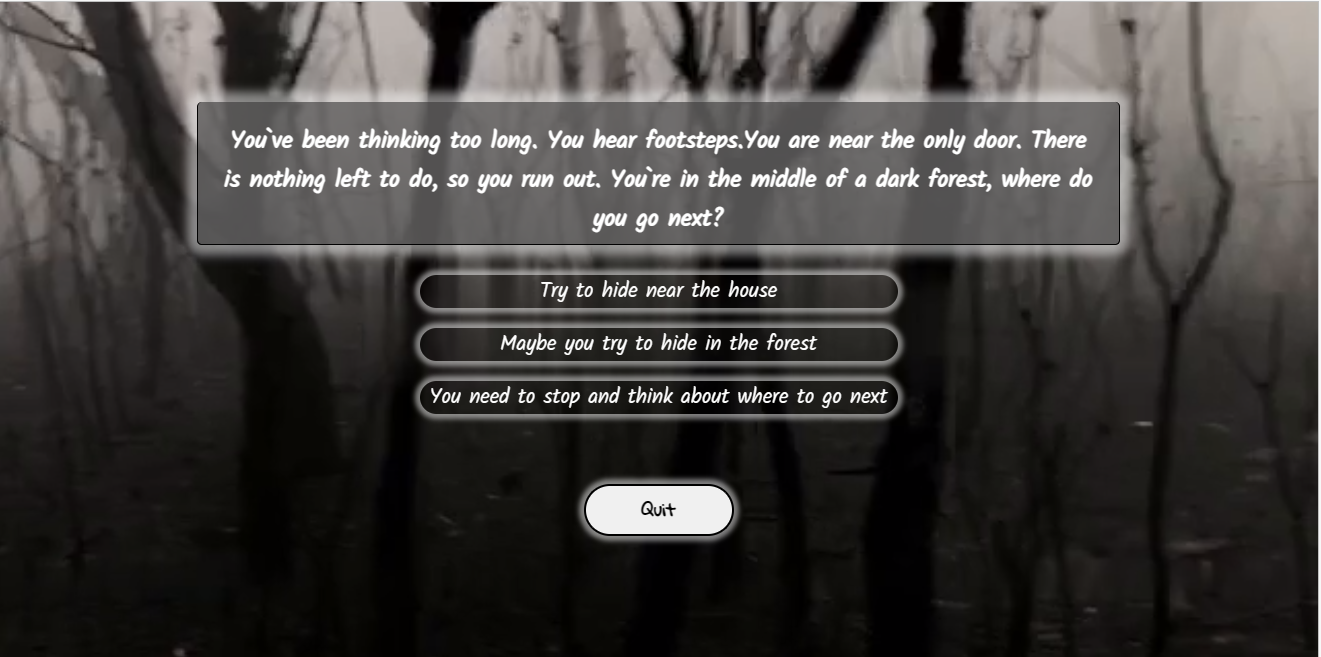 You`ve been thinking too long. You hear footsteps.You are near the only door. There
is nothing left to do, so you run out. You`re in the middle of a dark forest, where do
you go next?
Try to hide near the house
Maybe you try to hide in the forest
You need to stop and think about where to go next
Quit